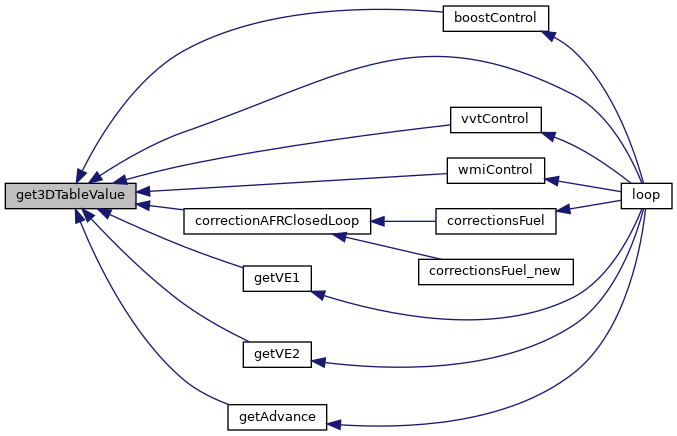 boostControl
vvtControl
wmiControl
get3DTableValue
loop
correctionAFRClosedLoop
correctionsFuel
correctionsFuel_new
getVE1
getVE2
getAdvance